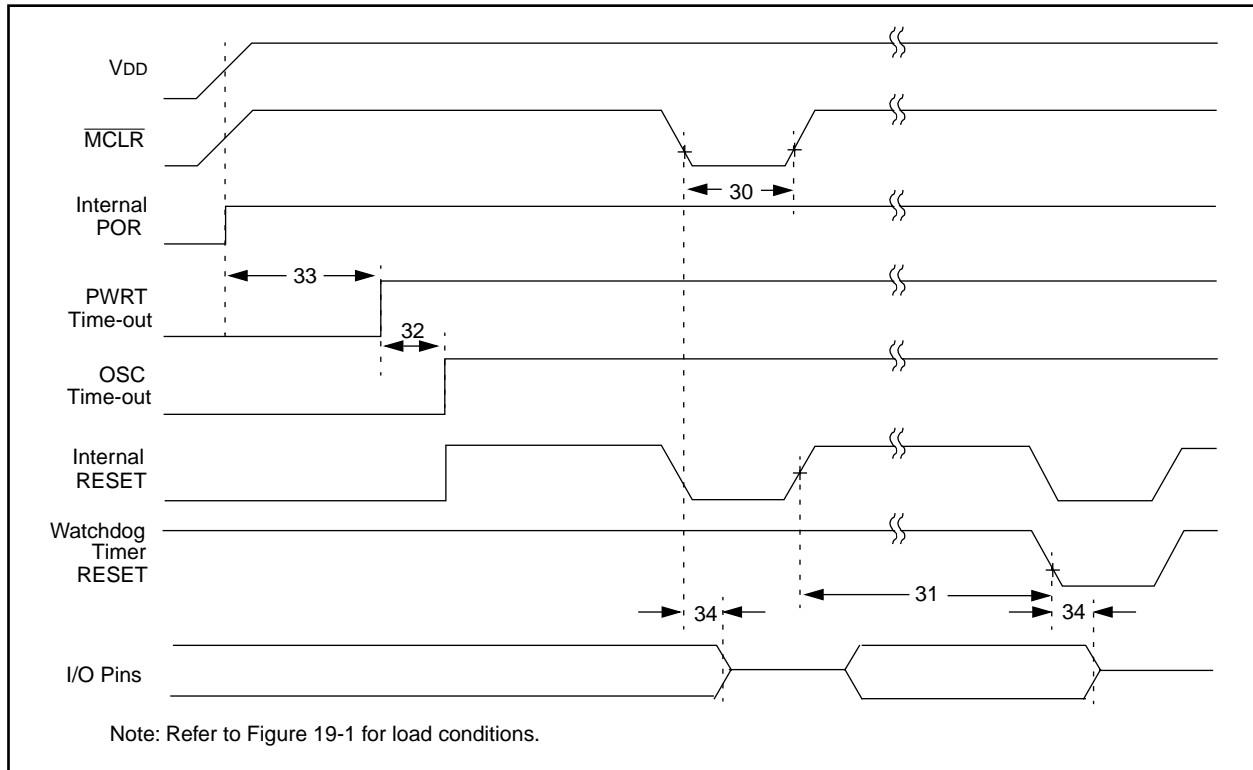 VDD
MCLR
Internal
POR
30
33
PWRT
Time-out
32
OSC
Time-out
Internal
RESET
Watchdog
Timer
RESET
31
34
34
I/O Pins
Note: Refer to Figure 19-1 for load conditions.